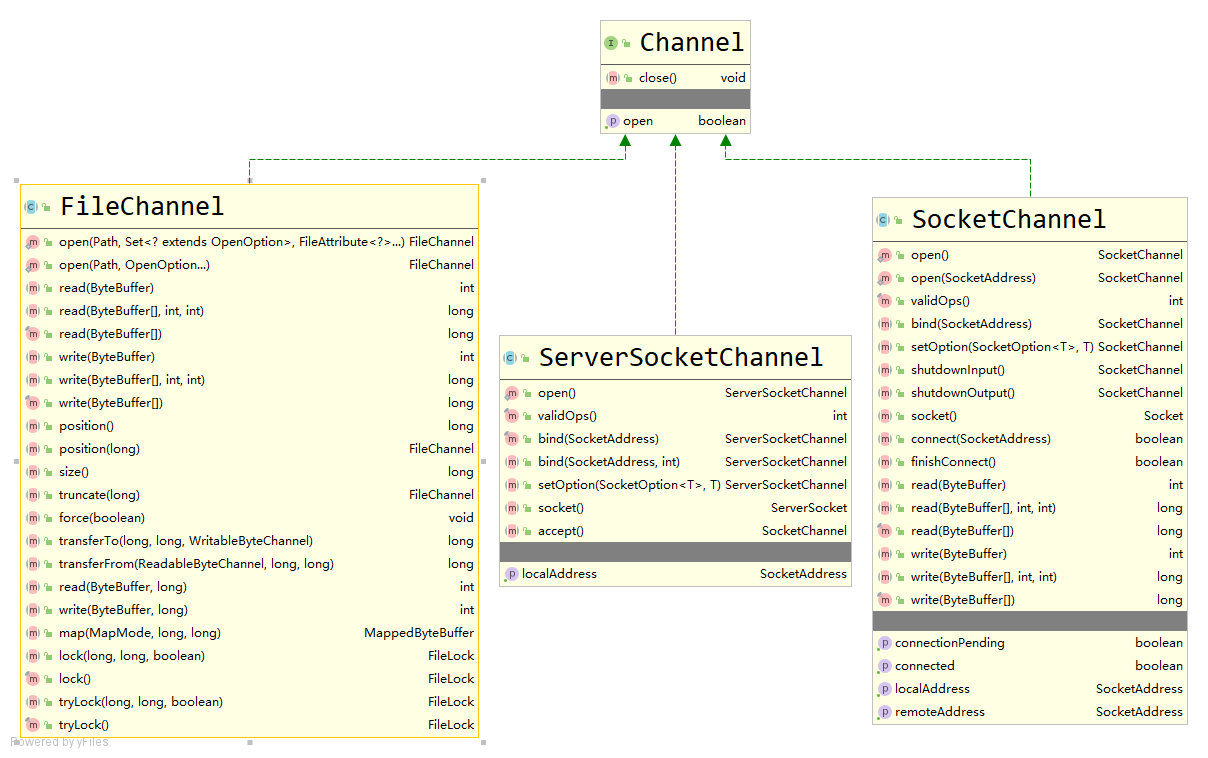 Channel
close() void
open boolean
FileChannel
open(Path, Set<? extends OpenOption>, FileAttribute<?>...) FileChannel
open(Path, OpenOption...) FileChannel
read(ByteBuffer) int
read(ByteBuffer[], int, int) long
read(ByteBuffer[]) long
write(ByteBuffer) int
write(ByteBuffer[], int, int) long
write(ByteBuffer[]) long
position() long
position(long) FileChannel
size() long
truncate(long) FileChannel
force(boolean) void
transferTo(long, long, WritableByteChannel) long
transferFrom(ReadableByteChannel, long, long) long
read(ByteBuffer, long) int
write(ByteBuffer, long) int
map(MapMode, long, long) MappedByteBuffer
lock(long, long, boolean) FileLock
lock() FileLock
tryLock(long, long, boolean) FileLock
tryLock() FileLock
Powered by yFiles
ServerSocketChannel
open() ServerSocketChannel
validOps() int
bind(SocketAddress) ServerSocketChannel
bind(SocketAddress, int) ServerSocketChannel
setOption(SocketOption<T>, T) ServerSocketChannel
socket() ServerSocket
accept() SocketChannel
localAddress SocketAddress
SocketChannel
open() SocketChannel
open(SocketAddress) SocketChannel
validOps() int
bind(SocketAddress) SocketChannel
setOption(SocketOption<T>, T) SocketChannel
shutdownInput() SocketChannel
shutdownOutput() SocketChannel
socket() Socket
connect(SocketAddress) boolean
finishConnect() boolean
read(ByteBuffer) int
read(ByteBuffer[], int, int) long
read(ByteBuffer[]) long
write(ByteBuffer) int
write(ByteBuffer[], int, int) long
write(ByteBuffer[]) long
connectionPending boolean
connected boolean
localAddress SocketAddress
remoteAddress SocketAddress